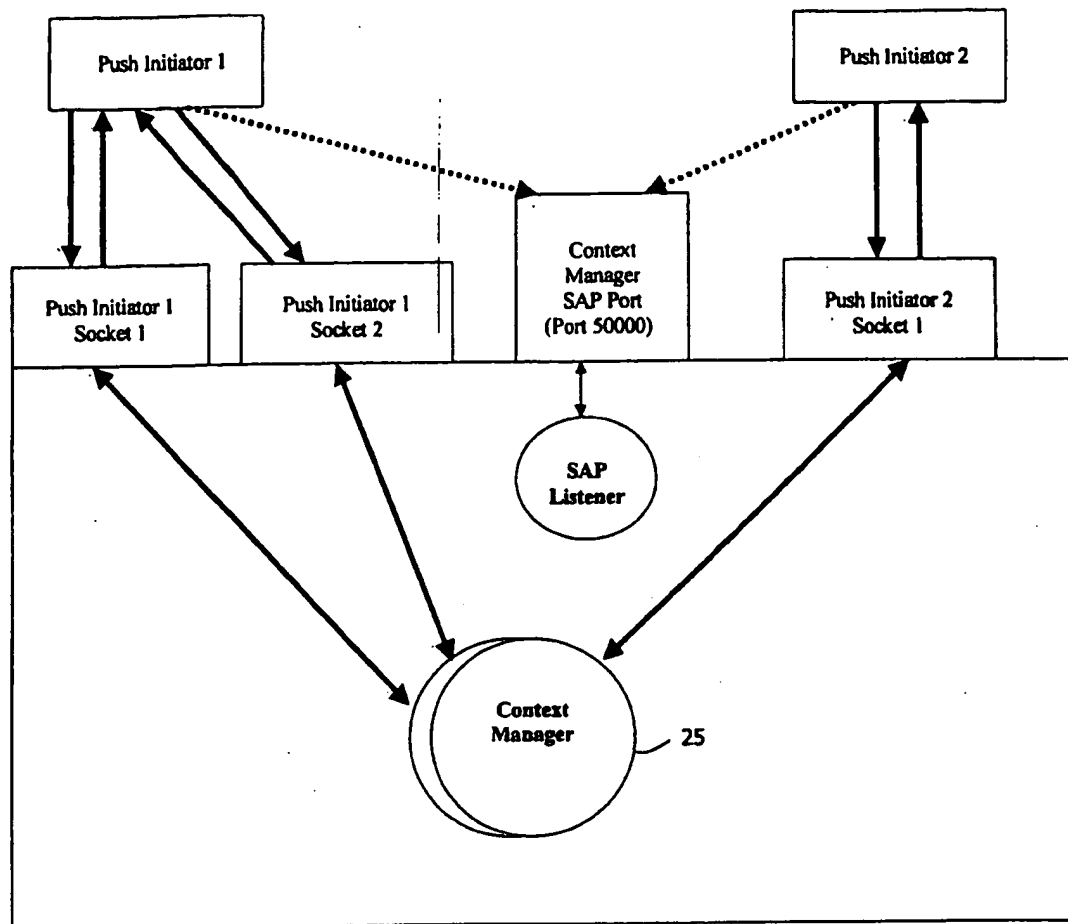 Push Initiator 1
Push Initiator 2
Push Initiator 1
Socket 1
Push Initiator 1
Socket 2
Context
Manager
SAP Port
(Port 50000)
Push Initiator 2
Socket 1
SAP
Listener
Context
Manager
25